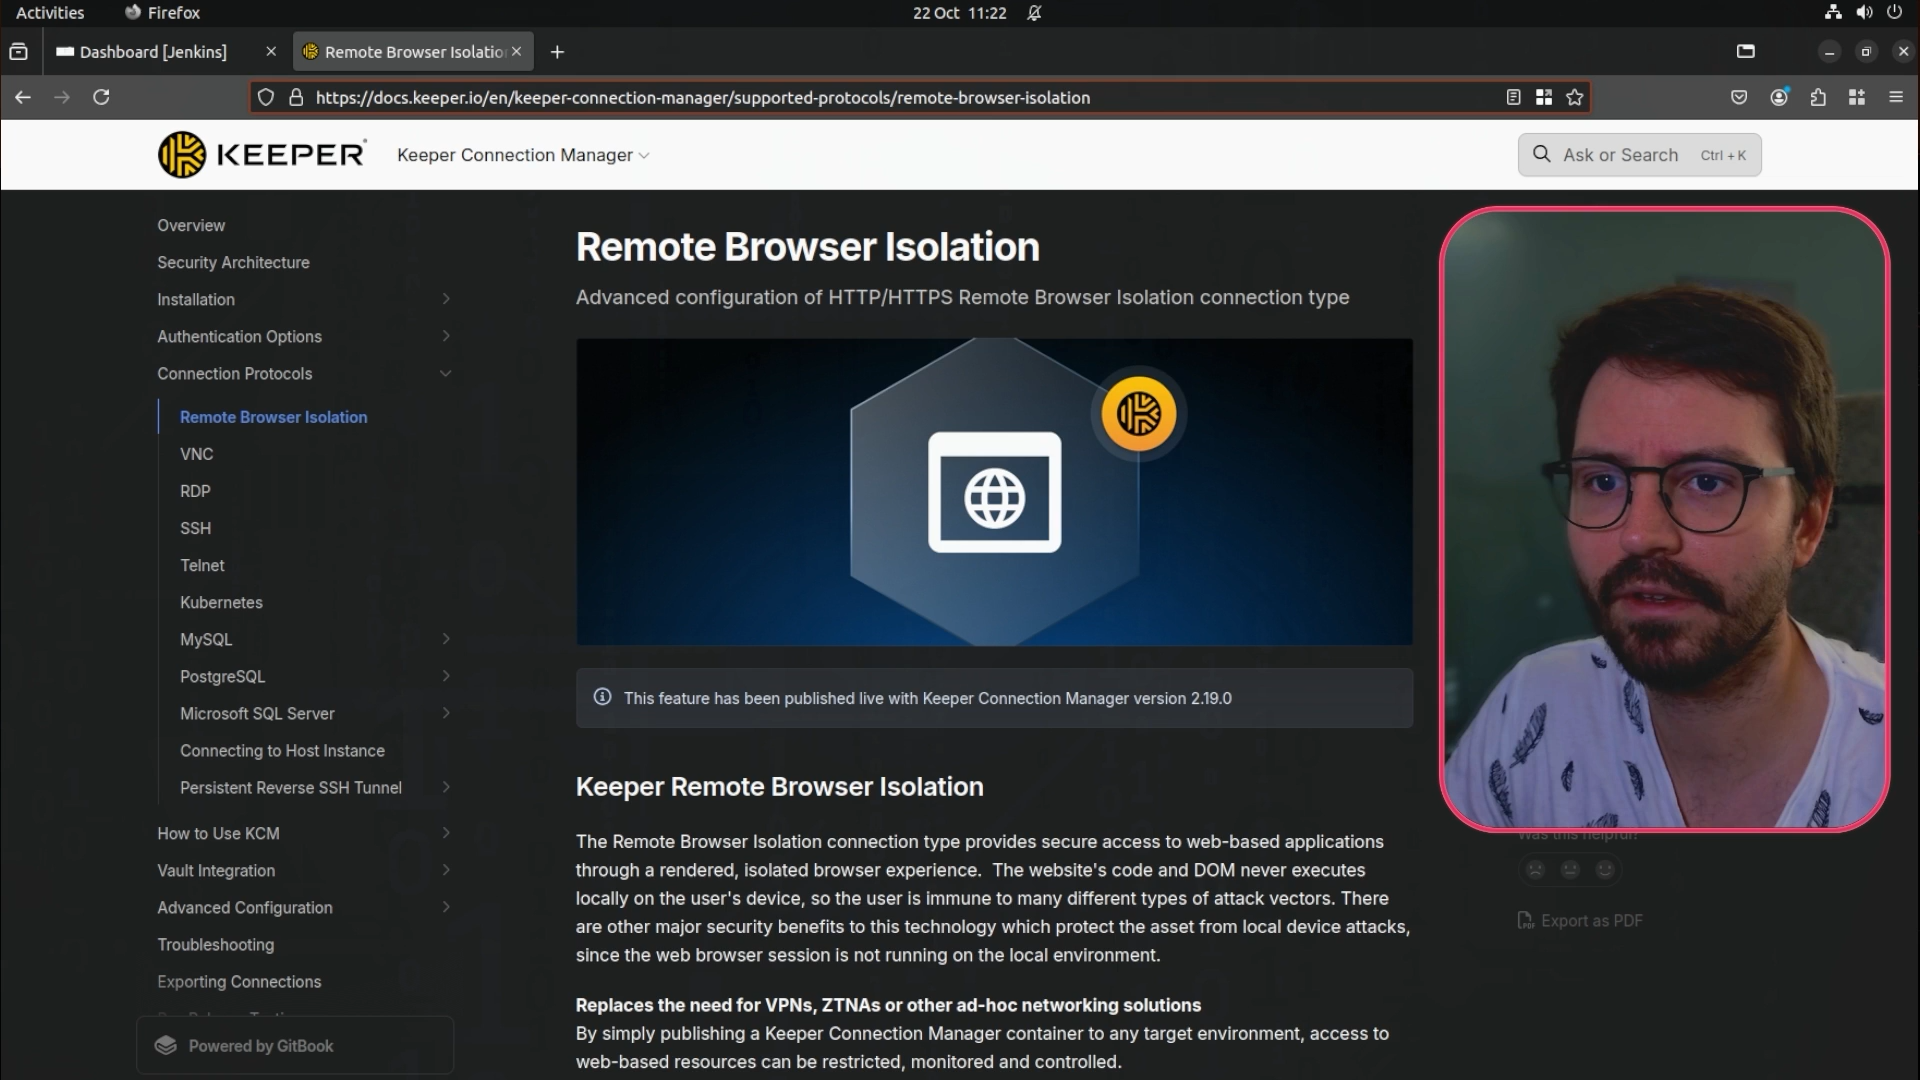 Activities
Firefox
22 Oct 11:22
Dashboard [Jenkins]
Remote Browser Isolatio
https://docs.keeper.io/en/keeper-connection-manager/supported-protocols/remote-browser-isolation
KEEPER
Keeper Connection Manager
Ask or Search
Ctrl + K
Overview
Security Architecture
Installation
Authentication Options
Connection Protocols
Remote Browser Isolation
VNC
RDP
SSH
Telnet
Kubernetes
MySQL
PostgreSQL
Microsoft SQL Server
Connecting to Host Instance
Persistent Reverse SSH Tunnel
How to Use KCM
Vault Integration
Advanced Configuration
Troubleshooting
Exporting Connections
Powered by GitBook
Remote Browser Isolation
Advanced configuration of HTTP/HTTPS Remote Browser Isolation connection type
This feature has been published live with Keeper Connection Manager version 2.19.0
Keeper Remote Browser Isolation
The Remote Browser Isolation connection type provides secure access to web-based applications
through a rendered, isolated browser experience. The website's code and DOM never executes
locally on the user's device, so the user is immune to many different types of attack vectors. There
are other major security benefits to this technology which protect the asset from local device attacks,
since the web browser session is not running on the local environment.
Replaces the need for VPNs, ZTNAs or other ad-hoc networking solutions
By simply publishing a Keeper Connection Manager container to any target environment, access to
web-based resources can be restricted, monitored and controlled.
Was this helpful?
Export as PDF